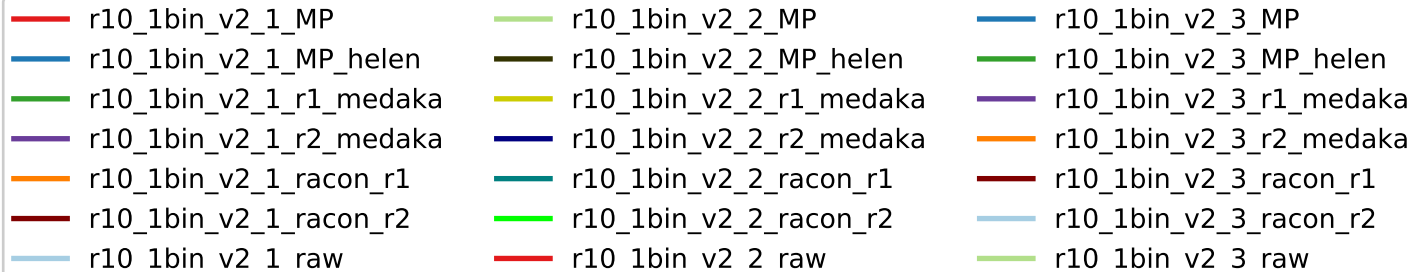 r10_1bin_v2_1_MP
r10_1bin_v2_1_MP_helen
r10_1bin_v2_1_r1_medaka
r10_1bin_v2_1_r2_medaka
r10_1bin_v2_1_racon_r1
r10_1bin_v2_1_racon_r2
r10_1bin_v2_1_raw
r10_1bin_v2_2_MP
r10_1bin_v2_2_MP_helen
r10_1bin_v2_2_r1_medaka
r10_1bin_v2_2_r2_medaka
r10_1bin_v2_2_racon_r1
r10_1bin_v2_2_racon_r2
r10_1bin_v2_2_raw
r10_1bin_v2_3_MP
r10_1bin_v2_3_MP_helen
r10_1bin_v2_3_r1_medaka
r10_1bin_v2_3_r2_medaka
r10_1bin_v2_3_racon_r1
r10_1bin_v2_3_racon_r2
r10_1bin_v2_3_raw